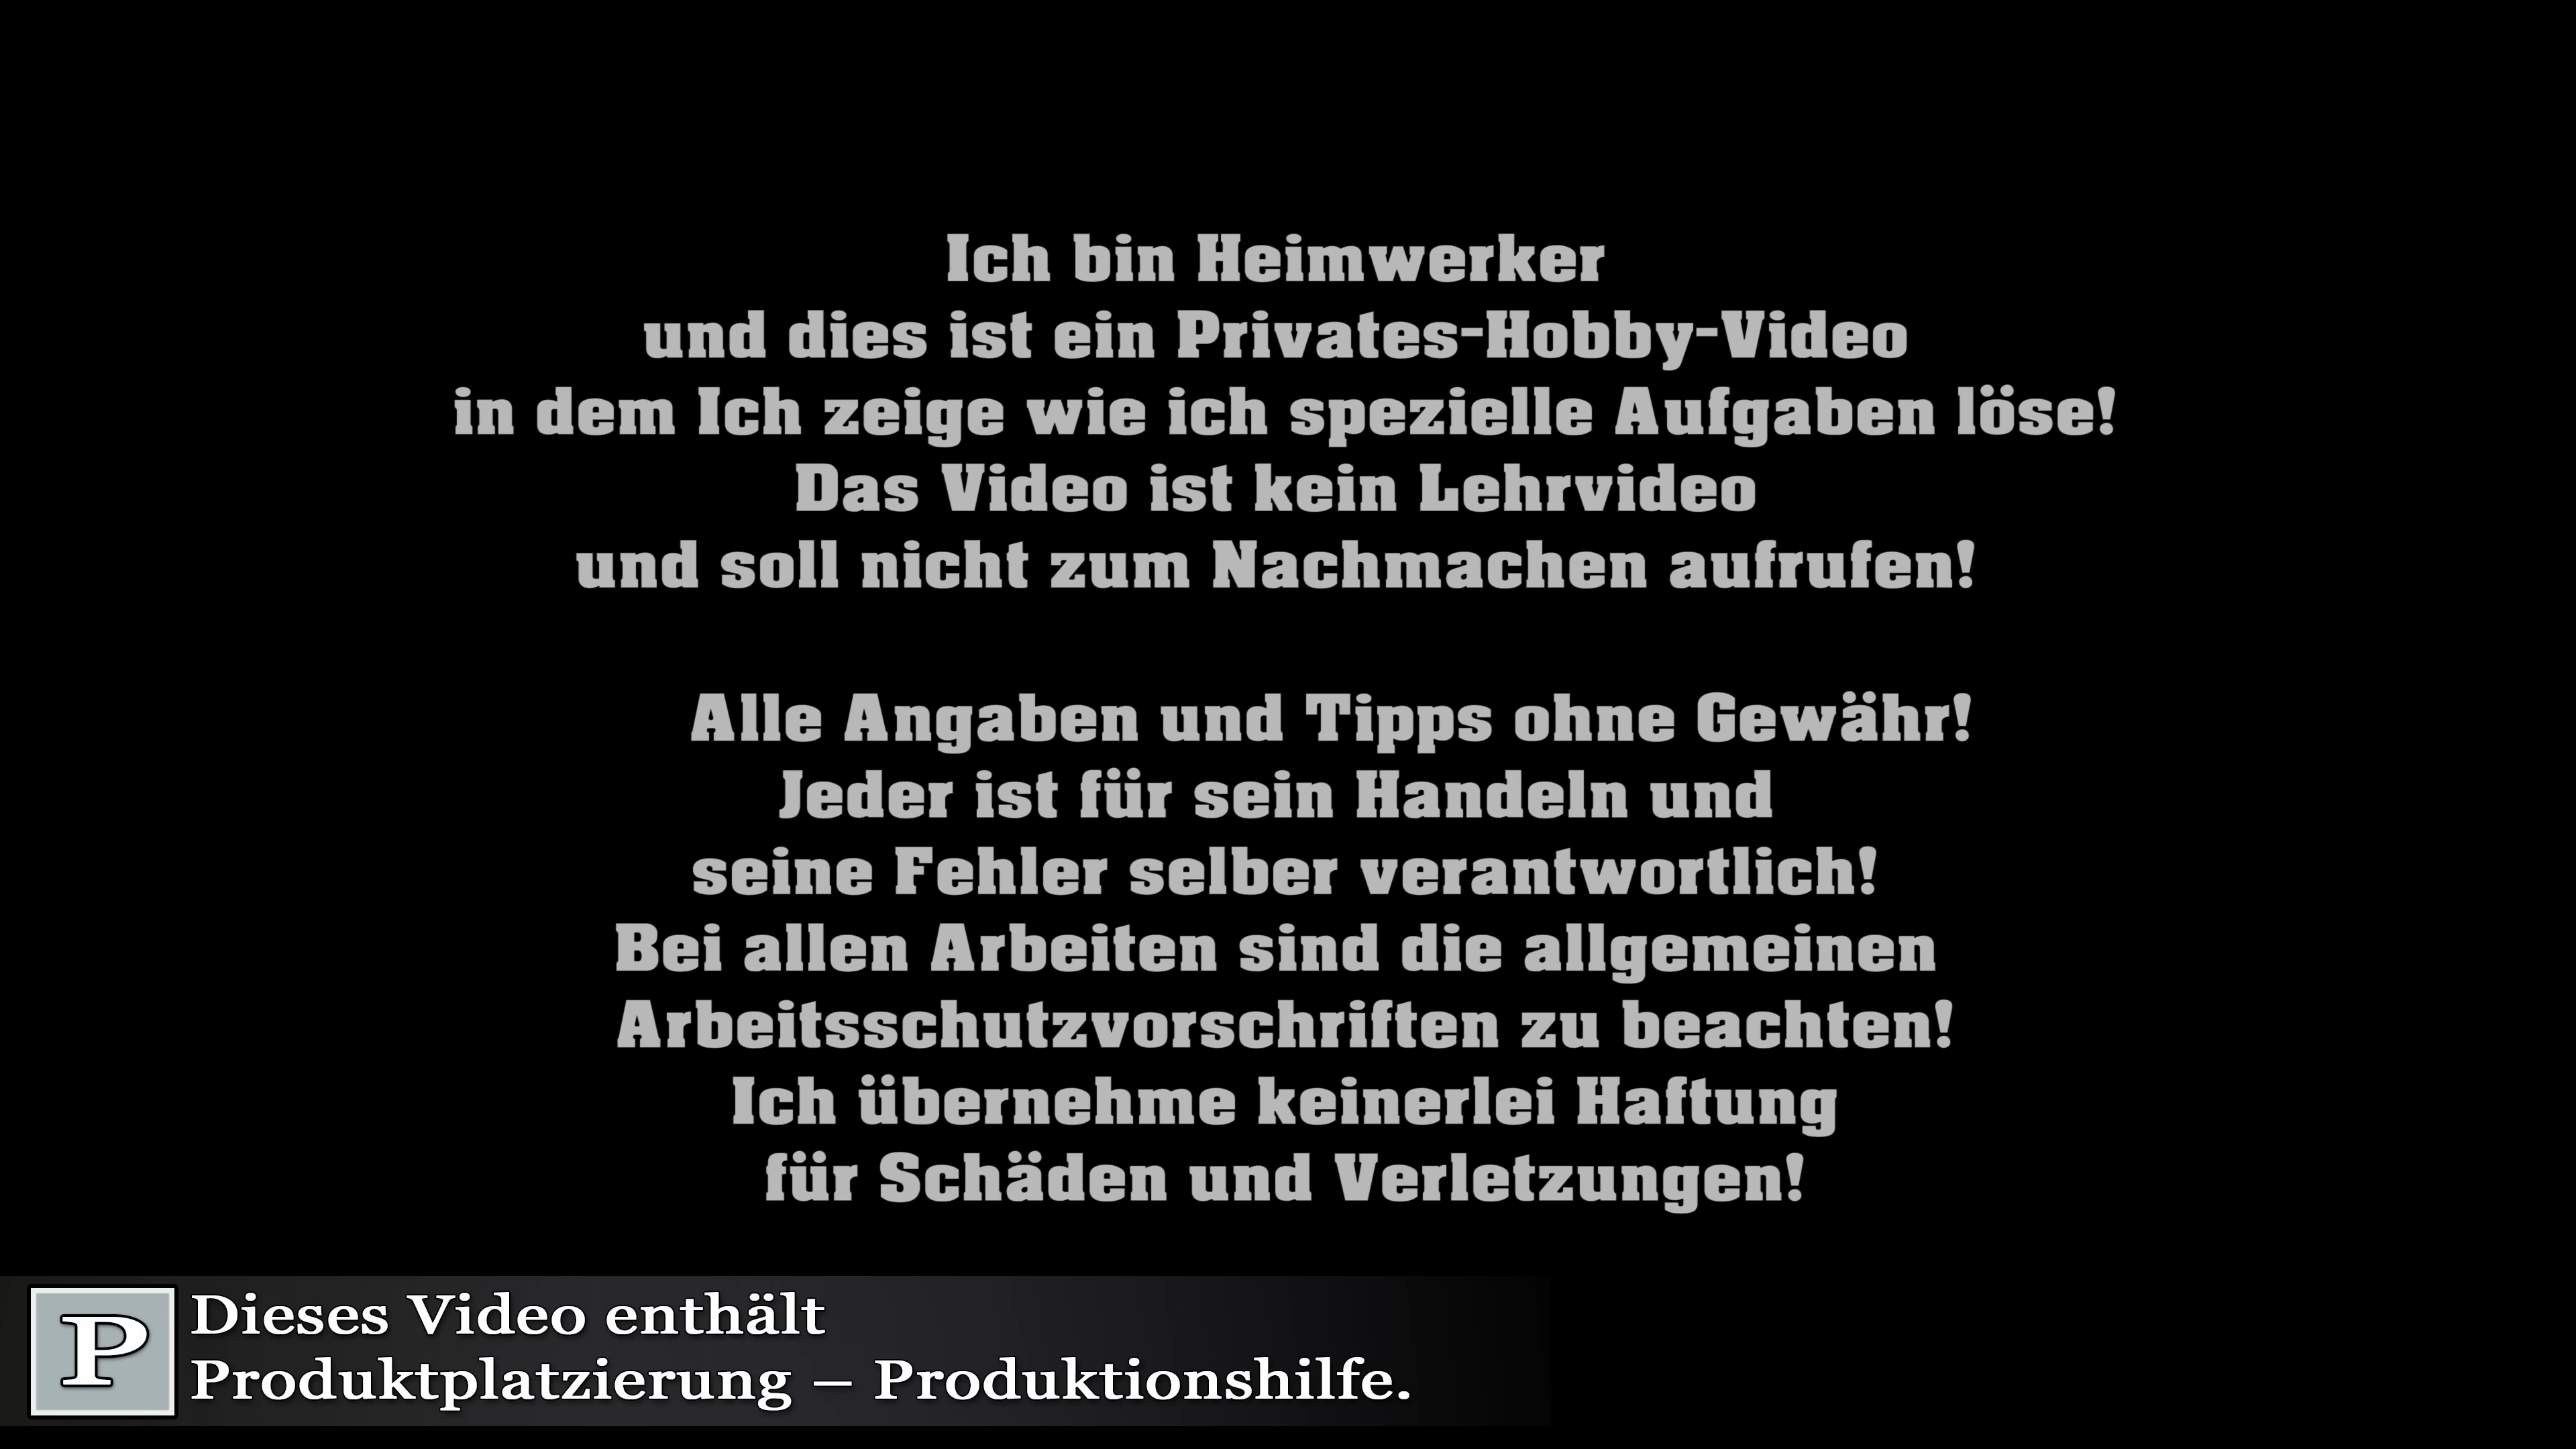 Ich bin Heimwerker
und dies ist ein Privates-Hobby-Video
in dem Ich zeige wie ich spezielle Aufgaben löse!
Das Video ist kein Lehrvideo
und soll nicht zum Nachmachen aufrufen!
Alle Angaben und Tipps ohne Gewähr!
Jeder ist für sein Handeln und
seine Fehler selber verantwortlich!
Bei allen Arbeiten sind die allgemeinen
Arbeitsschutzvorschriften zu beachten!
Ich übernehme keinerlei Haftung
für Schäden und Verletzungen!
P
Dieses Video enthält
Produktplatzierung – Produktionshilfe.